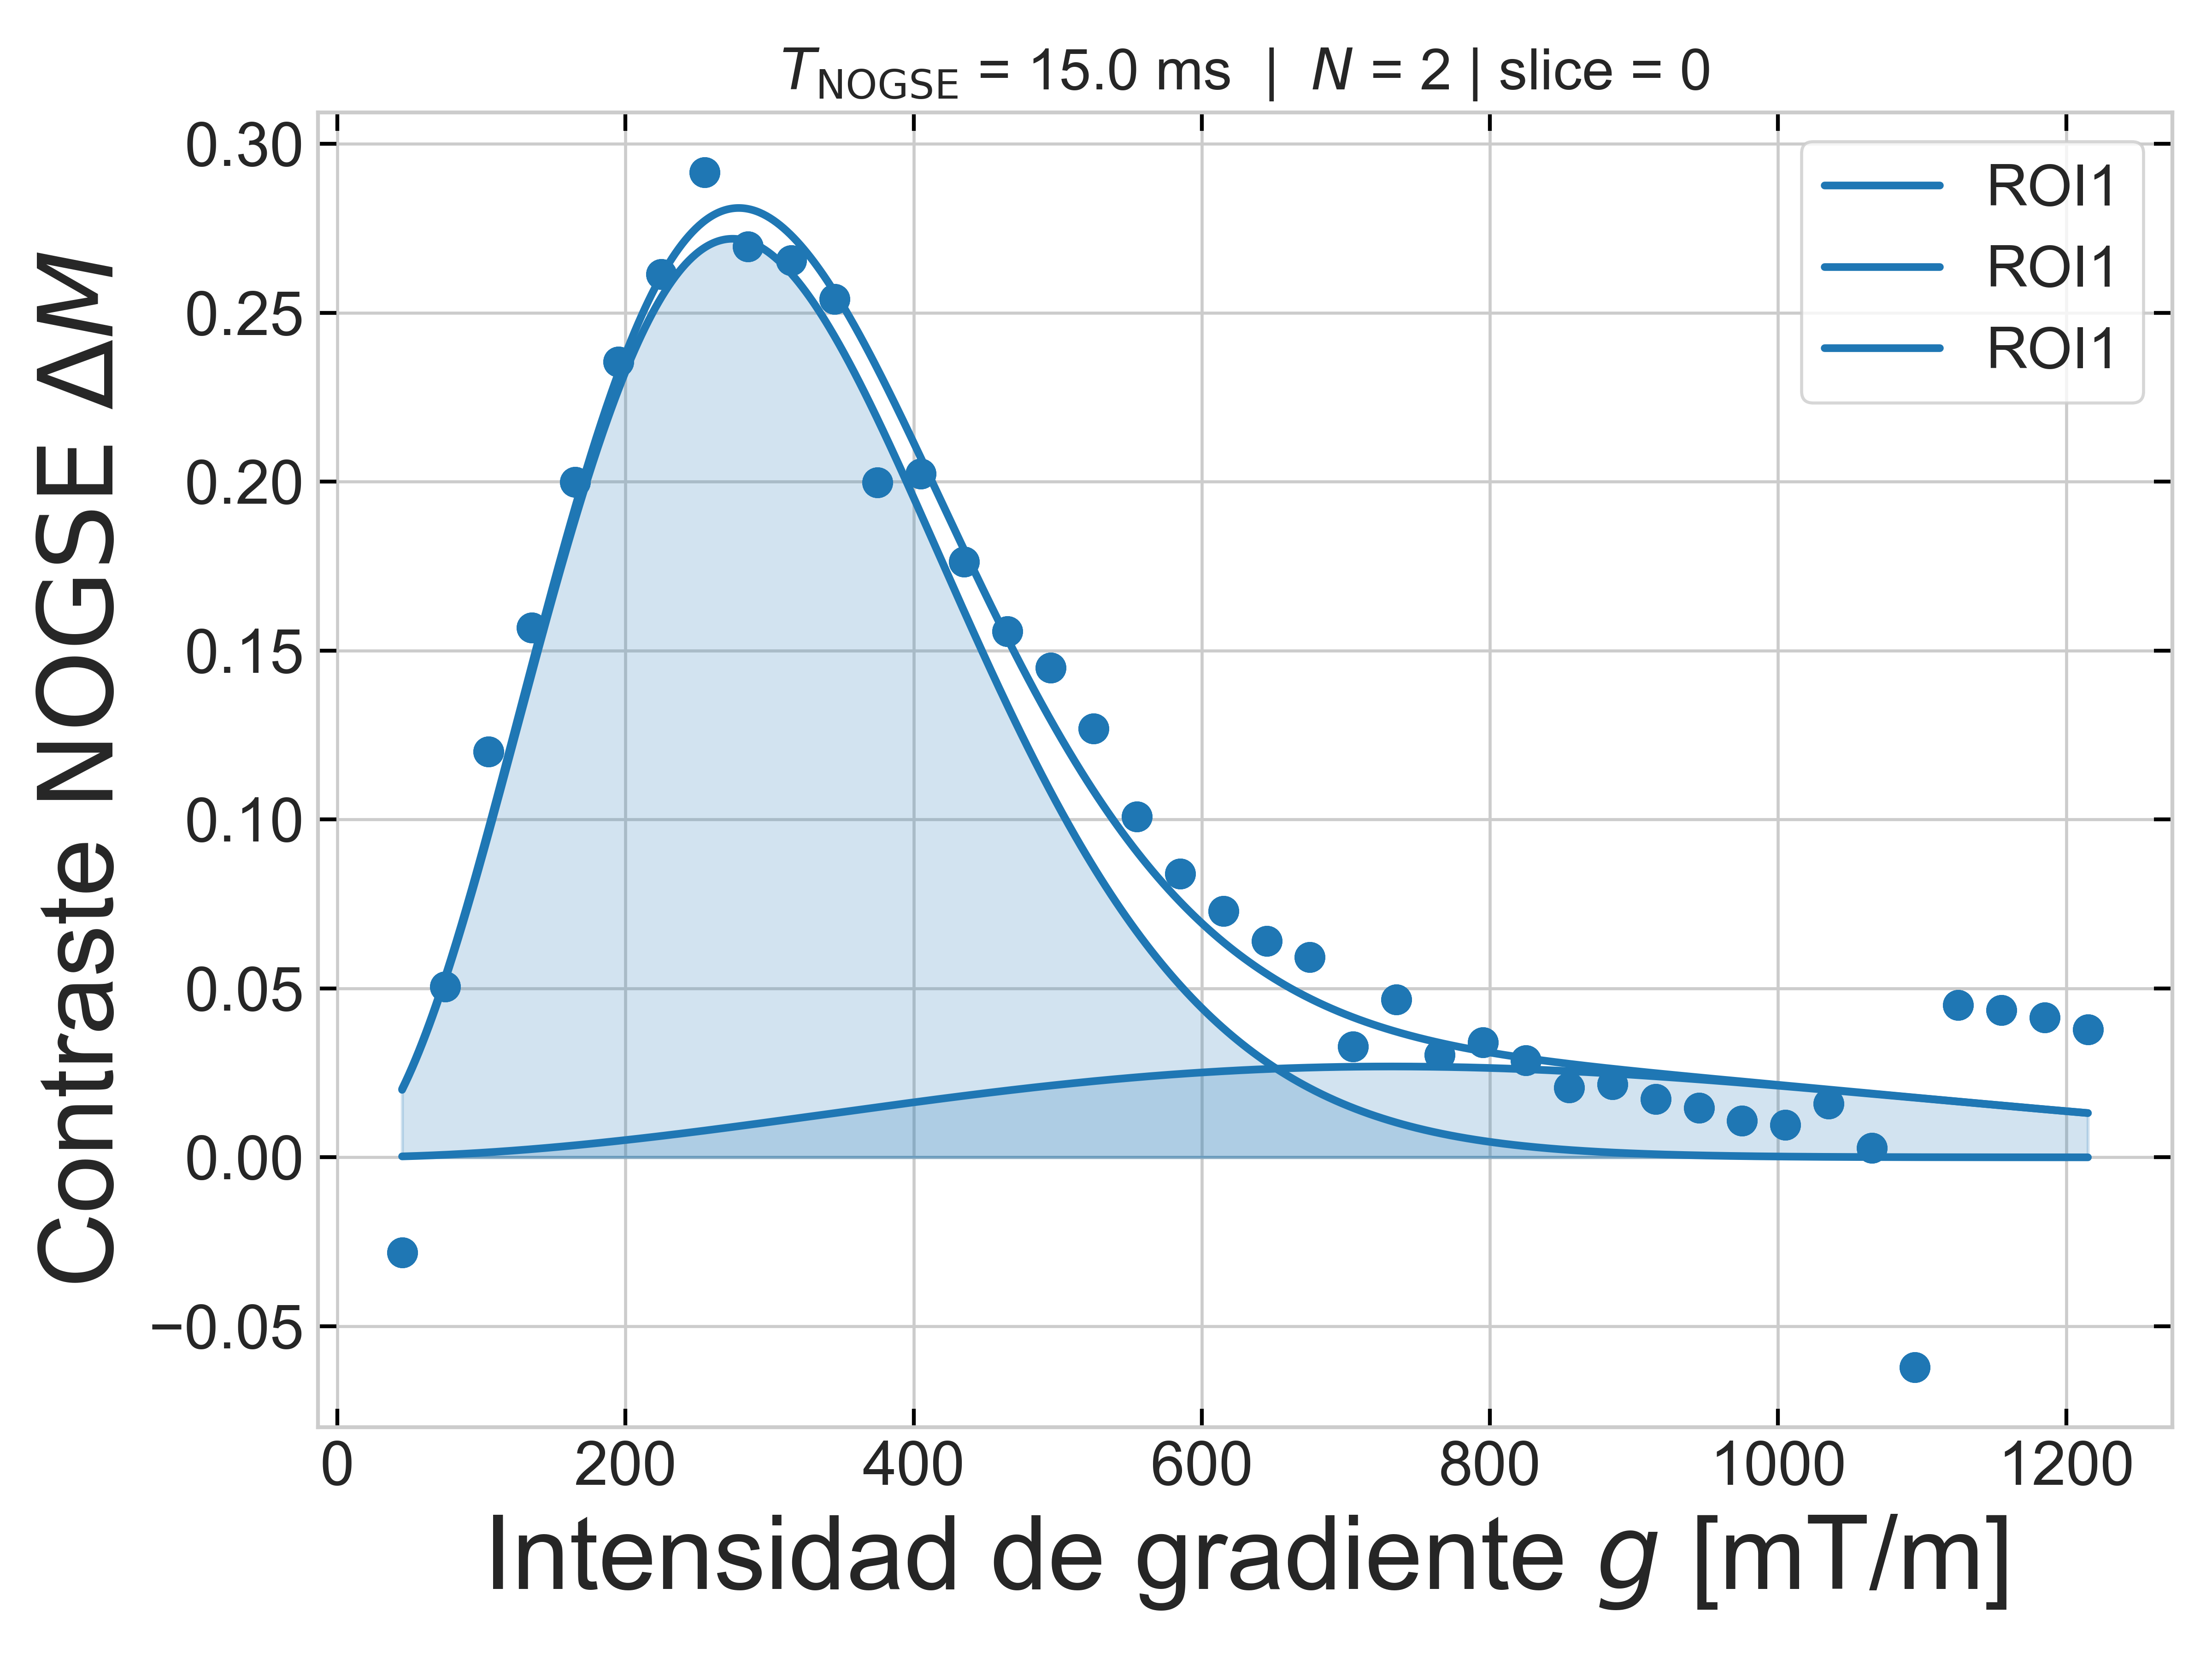 T_NOGSE = 15.0 ms | N = 2 | slice = 0
Contraste NOGSE ΔM
0.30
0.25
0.20
0.15
0.10
0.05
0.00
−0.05
ROI1
ROI1
ROI1
0 200 400 600 800 1000 1200
Intensidad de gradiente g [mT/m]